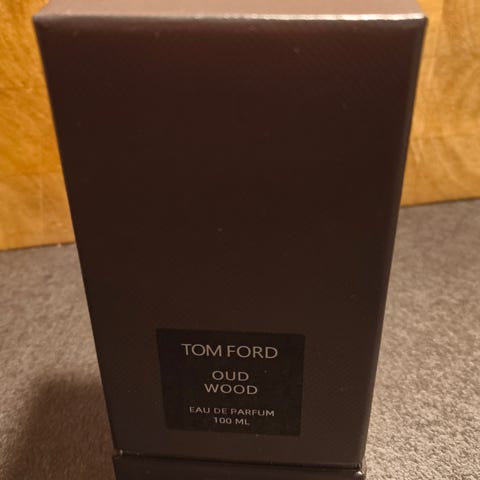 TOM FORD
OUD
WOOD
EAU DE PARFUM
100 ML